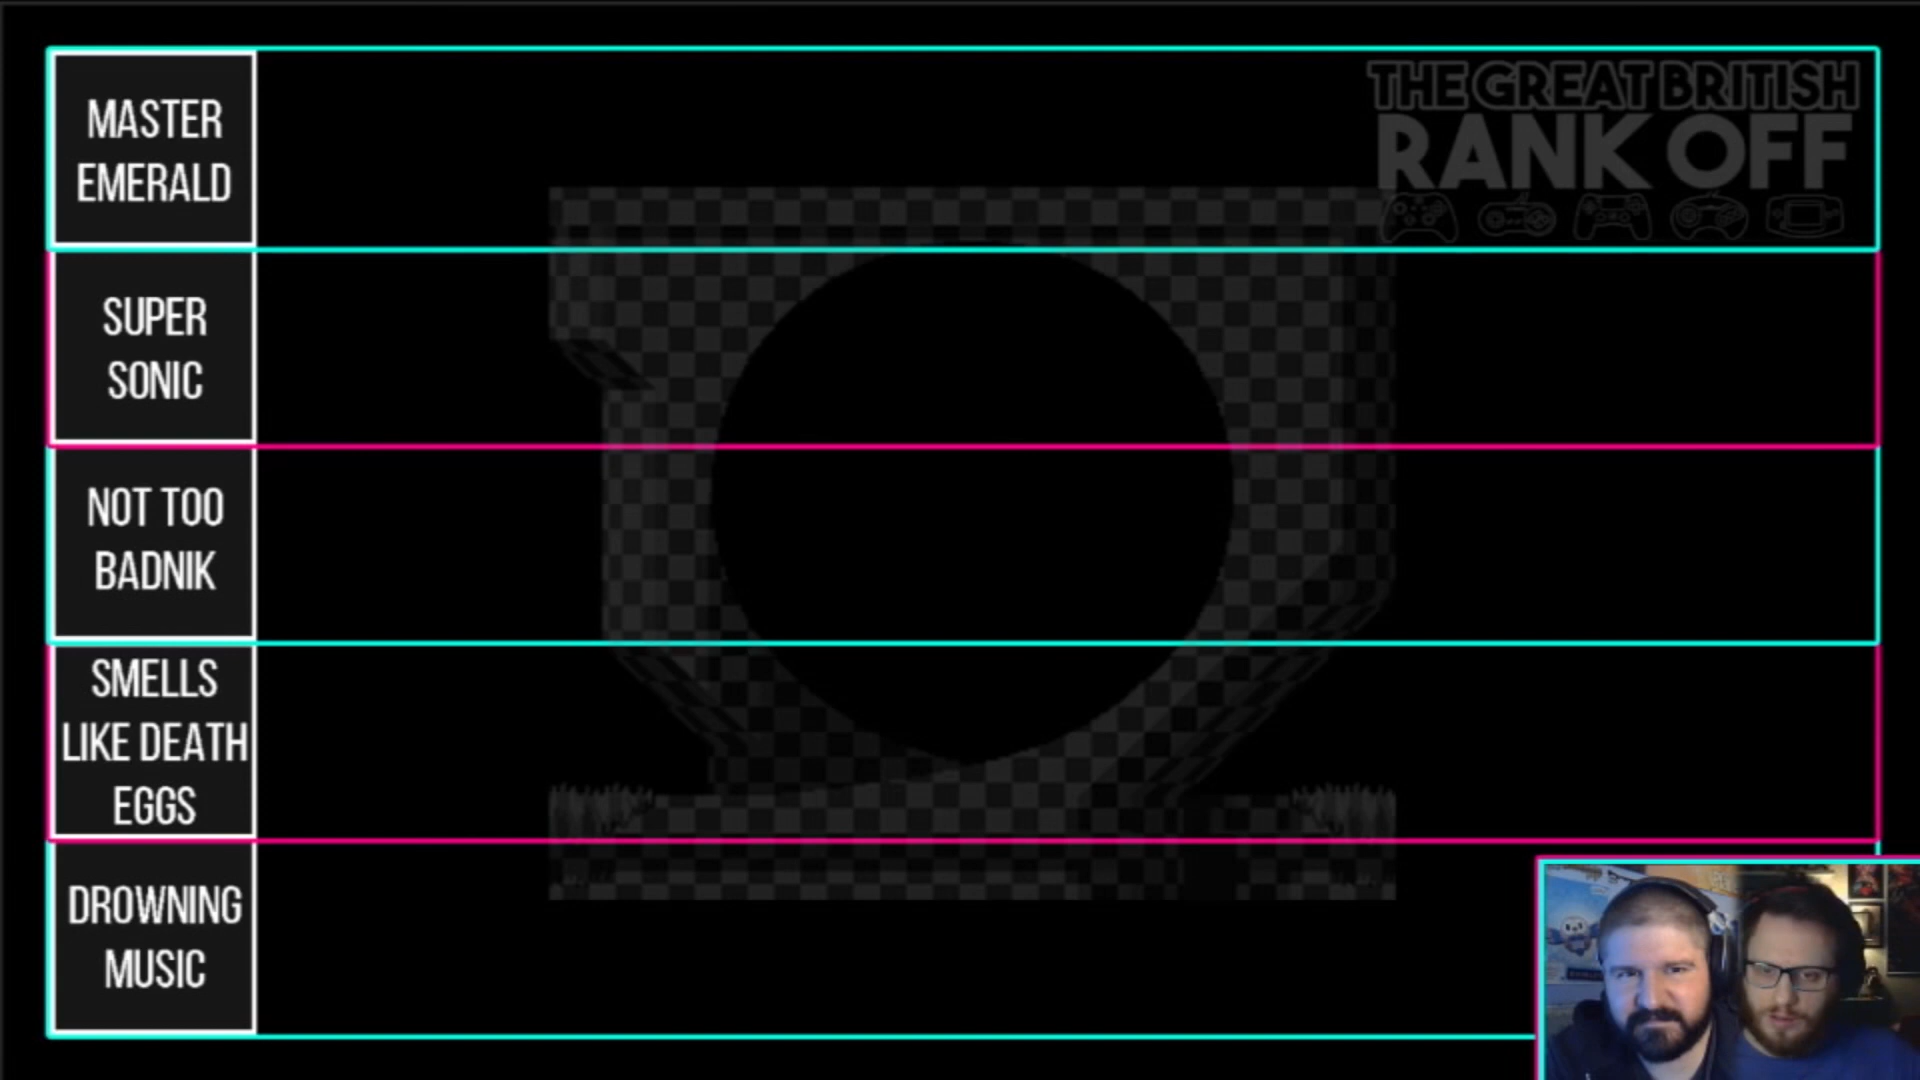 THE GREAT BRITISH
RANK OFF
MASTER
EMERALD
SUPER
SONIC
NOT TOO
BADNIK
SMELLS
LIKE DEATH
EGGS
DROWNING
MUSIC